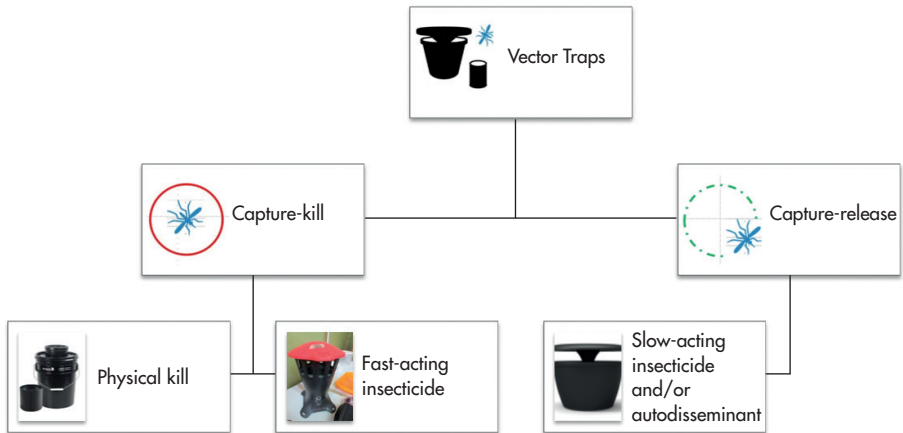 Vector Traps
Capture-kill
Capture-release
Physical kill
Fast-acting
insecticide
Slow-acting
insecticide
and/or
autodisseminant